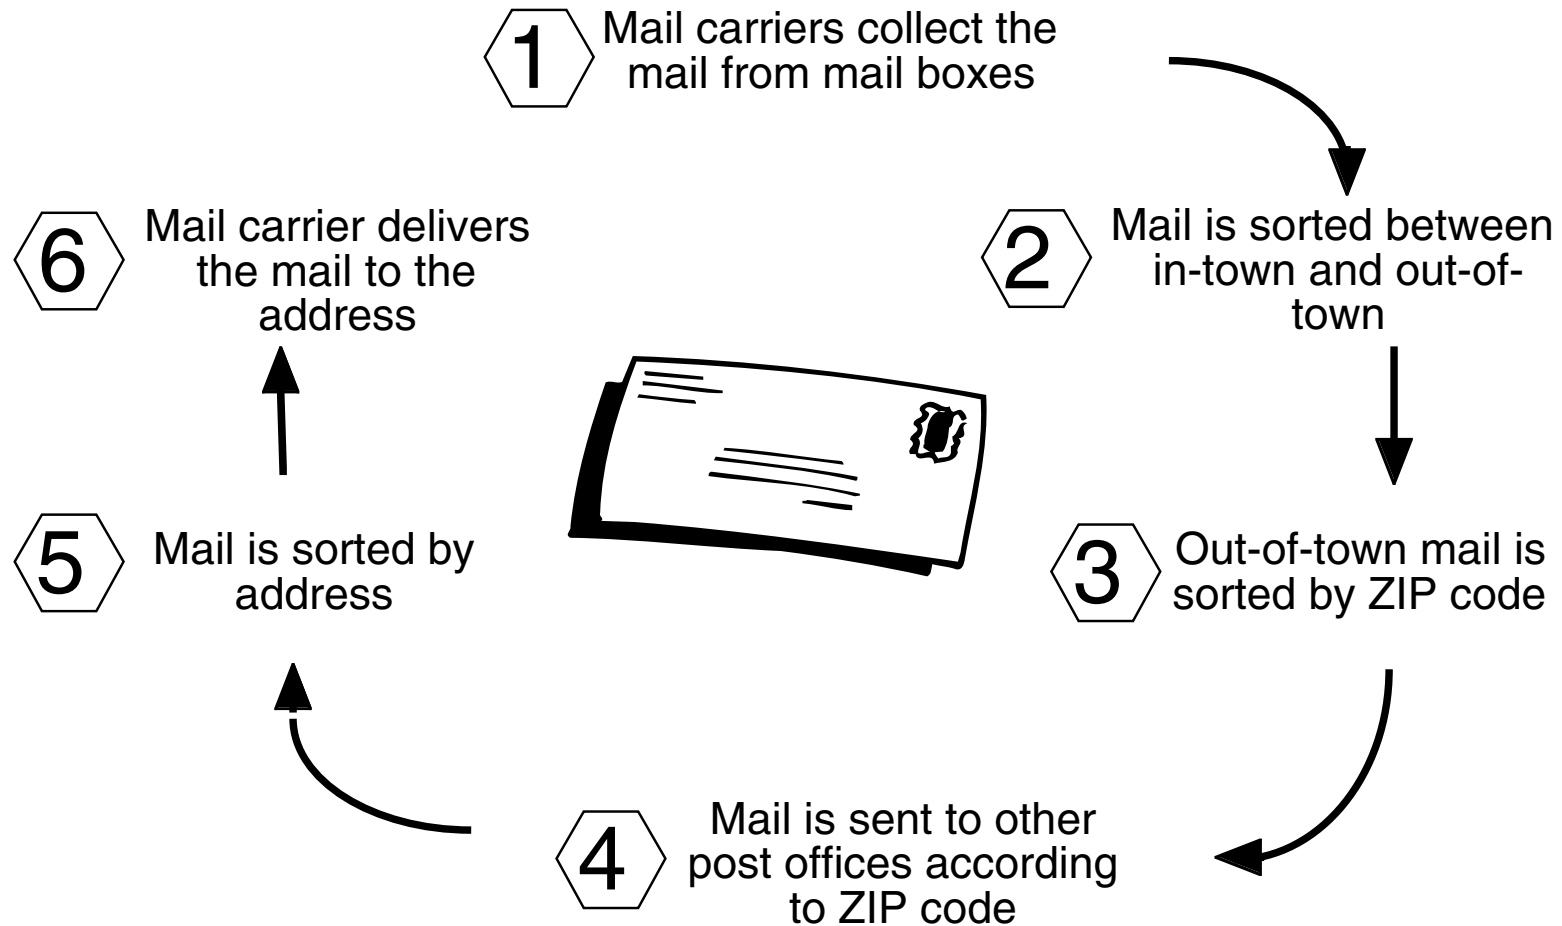 1
Mail carriers collect the
mail from mail boxes
2
Mail is sorted between
in-town and out-of-
town
3
Out-of-town mail is
sorted by ZIP code
4
Mail is sent to other
post offices according
to ZIP code
5
Mail is sorted by
address
6
Mail carrier delivers
the mail to the
address